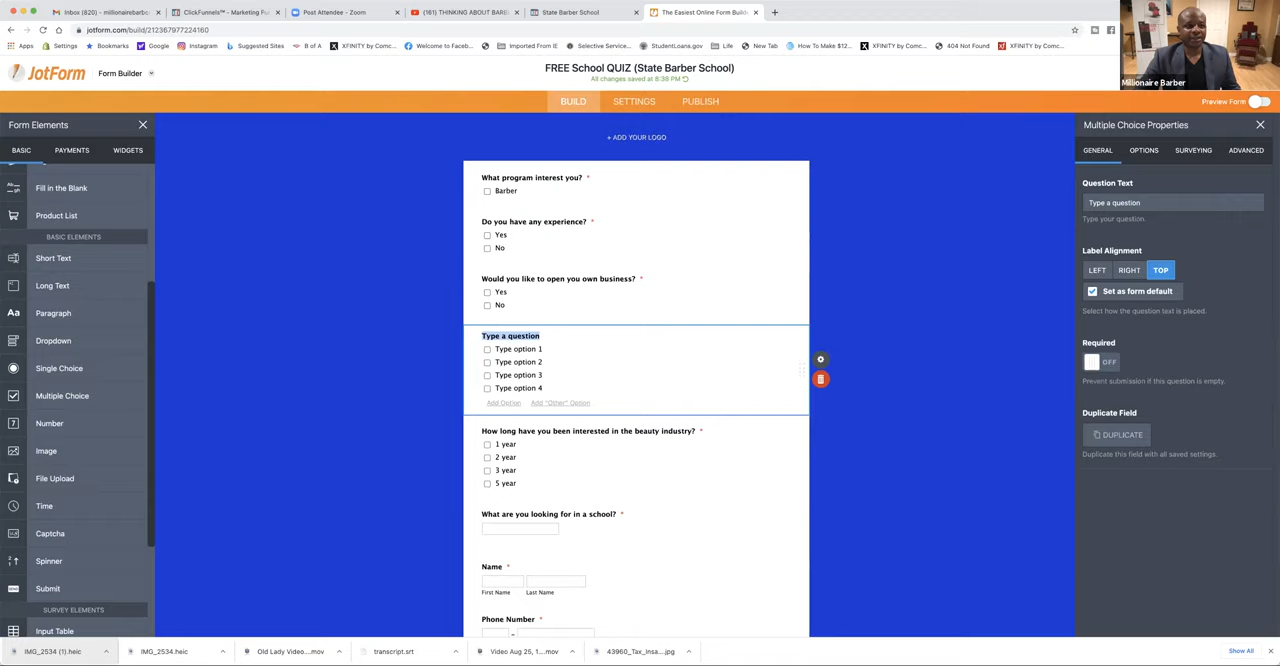 Inbox (820) - millionairebarbe
ClickFunnels™ - Marketing Fun
Post Attendee - Zoom
(161) THINKING ABOUT BARBE
State Barber School
The Easiest Online Form Build
jotform.com/build/212367977224160
Apps
Settings
Bookmarks
Google
Instagram
Suggested Sites
B of A
XFINITY by Comc...
Welcome to Faceb...
Imported From IE
Selective Service...
StudentLoans.gov
Life
New Tab
How To Make $12...
XFINITY by Comc...
404 Not Found
XFINITY by Comc...
Millionaire Barber
JotForm
Form Builder
FREE School QUIZ (State Barber School)
All changes saved at 8:38 PM
BUILD
SETTINGS
PUBLISH
Preview Form
Form Elements
BASIC
PAYMENTS
WIDGETS
Fill in the Blank
Product List
BASIC ELEMENTS
Short Text
Long Text
Paragraph
Dropdown
Single Choice
Multiple Choice
Number
Image
File Upload
Time
Captcha
Spinner
Submit
SURVEY ELEMENTS
Input Table
+ ADD YOUR LOGO
What program interest you? *
Barber
Do you have any experience? *
Yes
No
Would you like to open you own business? *
Yes
No
Type a question
Type option 1
Type option 2
Type option 3
Type option 4
Add Option Add "Other" Option
How long have you been interested in the beauty industry? *
1 year
2 year
3 year
5 year
What are you looking for in a school? *
Name *
First Name Last Name
Phone Number *
Multiple Choice Properties
GENERAL
OPTIONS
SURVEYING
ADVANCED
Question Text
Type a question
Type your question.
Label Alignment
LEFT RIGHT TOP
Set as form default
Select how the question text is placed.
Required
OFF
Prevent submission if this question is empty.
Duplicate Field
DUPLICATE
Duplicate this field with all saved settings.
IMG_2534 (1).heic
IMG_2534.heic
Old Lady Video....mov
transcript.srt
Video Aug 25, 1....mov
43960_Tax_Insa....jpg
Show All